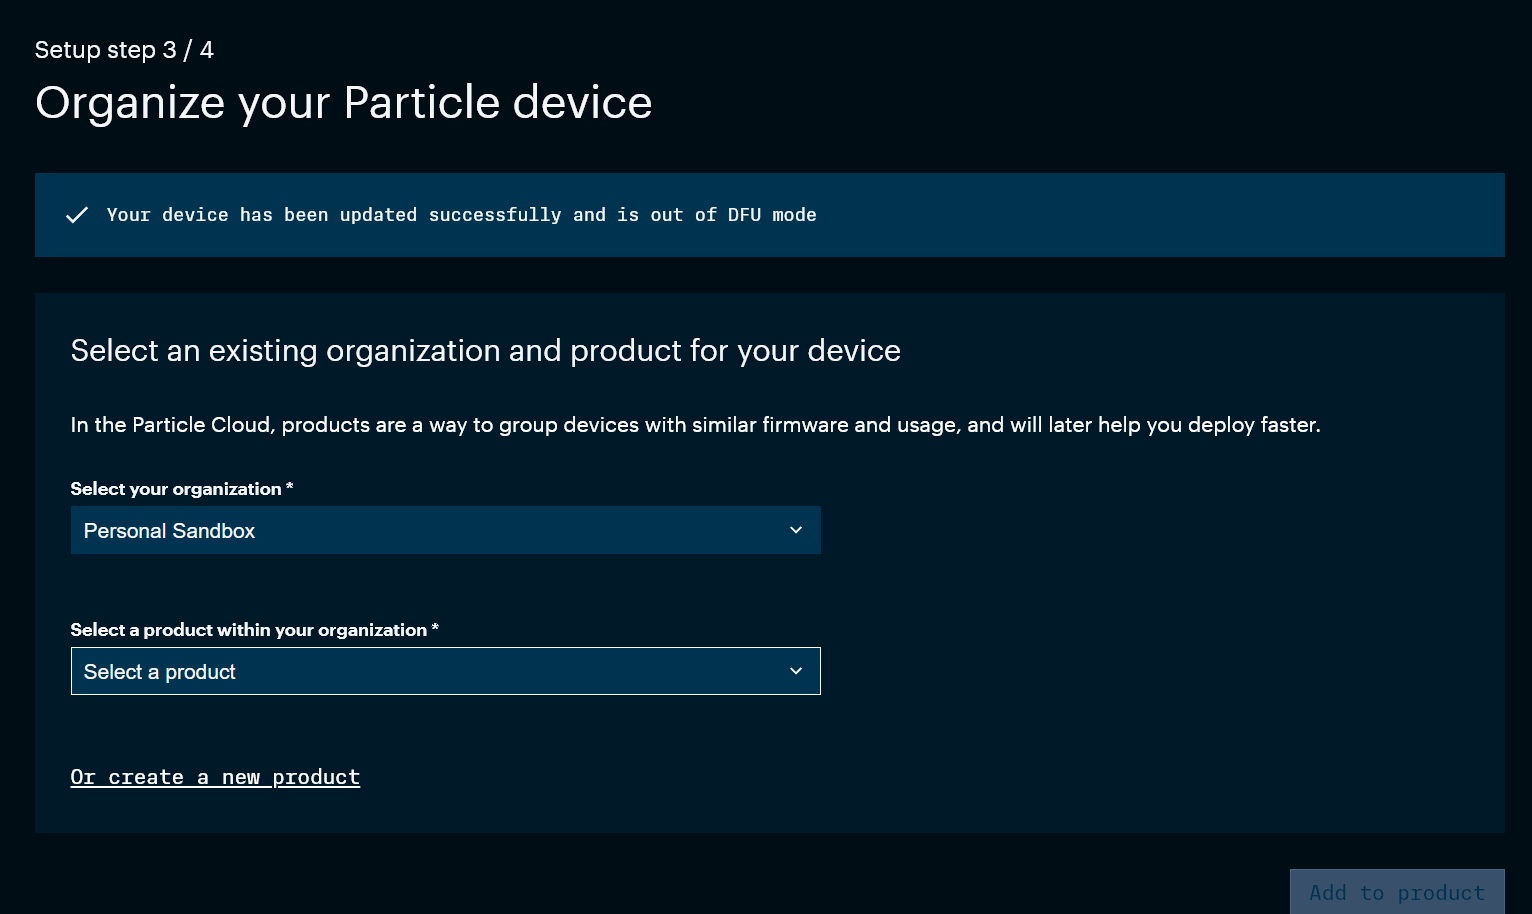 Setup step 3 / 4
Organize your Particle device
Your device has been updated successfully and is out of DFU mode
Select an existing organization and product for your device
In the Particle Cloud, products are a way to group devices with similar firmware and usage, and will later help you deploy faster.
Select your organization *
Personal Sandbox
Select a product within your organization *
Select a product
Or create a new product
Add to product